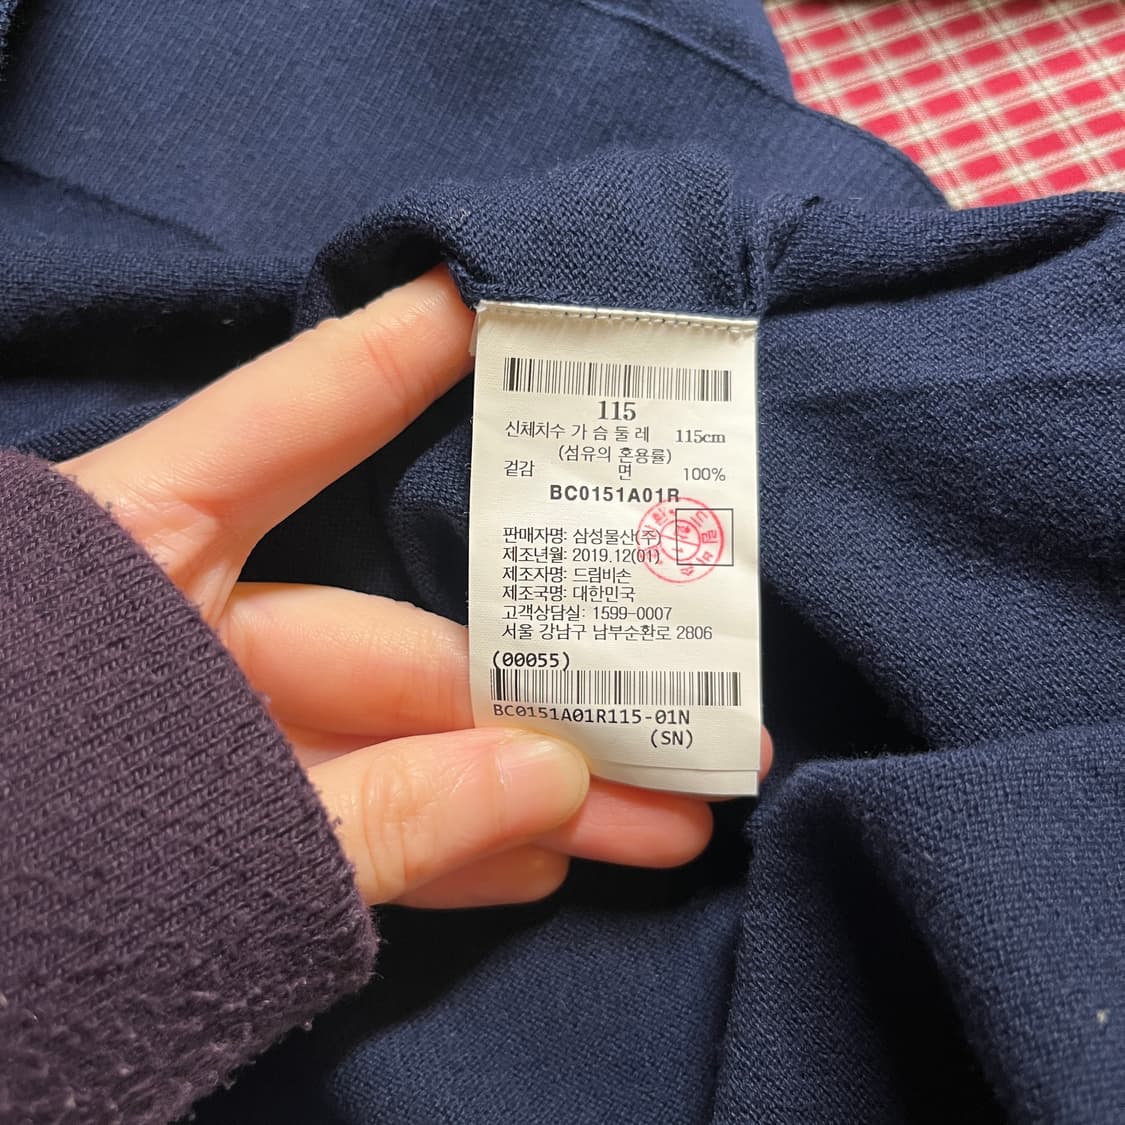 115
신체치수 가 슴 둘 레 115cm
(섬유의 혼용률)
겉감 면 100%
BC0151A01R
판매자명: 삼성물산(주)
제조년월: 2019.12(01)
제조자명: 드림비손
제조국명: 대한민국
고객상담실: 1599-0007
서울 강남구 남부순환로 2806
(00055)
BC0151A01R115-01N
(SN)